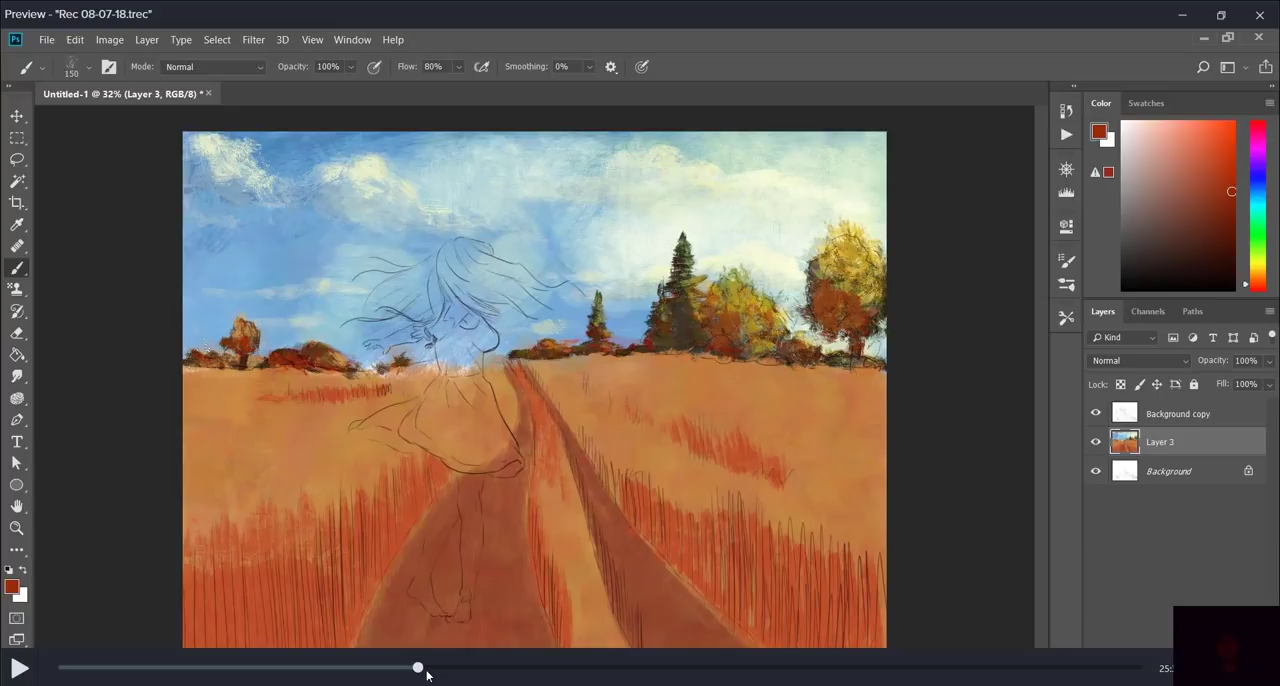 Preview - "Rec 08-07-18.trec"
Ps File Edit Image Layer Type Select Filter 3D View Window Help
150 Mode: Normal Opacity: 100% Flow: 80% Smoothing: 0%
Untitled-1 @ 32% (Layer 3, RGB/8) *
Color Swatches
Layers Channels Paths
Kind
Normal Opacity: 100%
Lock: Fill: 100%
Background copy
Layer 3
Background
25: